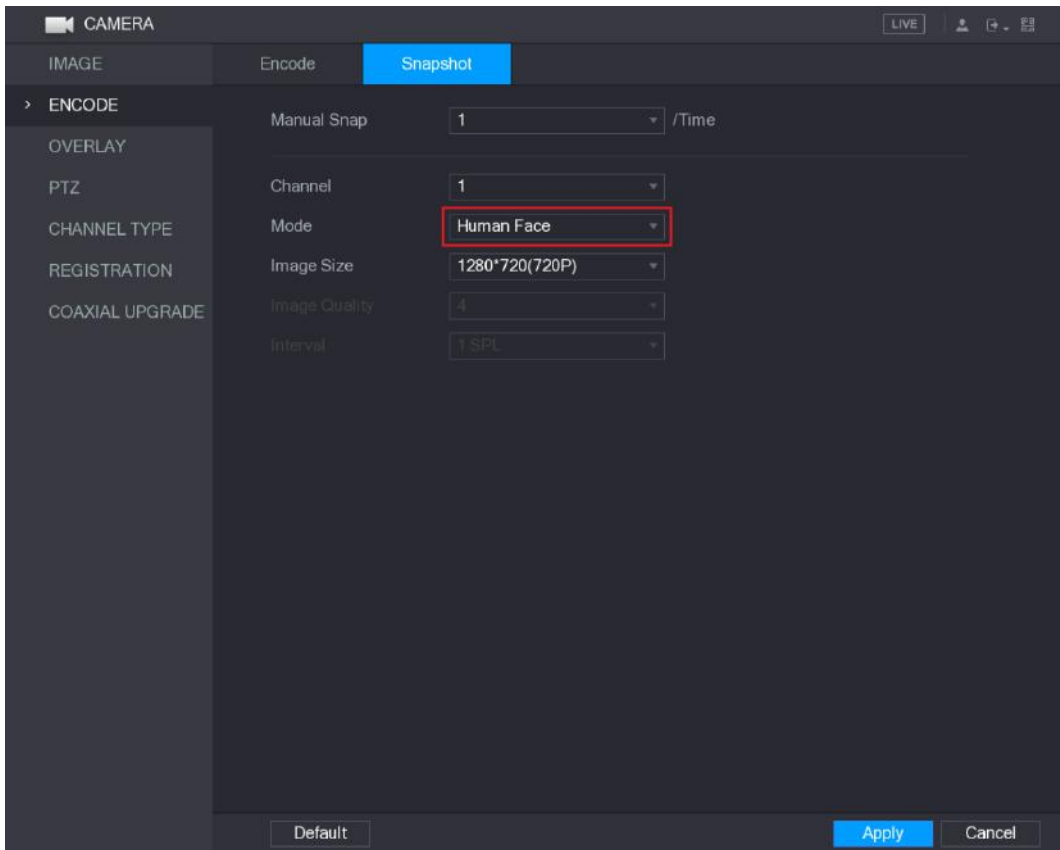 CAMERA
LIVE
IMAGE
ENCODE
OVERLAY
PTZ
CHANNEL TYPE
REGISTRATION
COAXIAL UPGRADE
Encode Snapshot
Manual Snap 1 /Time
Channel 1
Mode Human Face
Image Size 1280*720(720P)
Image Quality 4
Interval 1 SPL
Default Apply Cancel